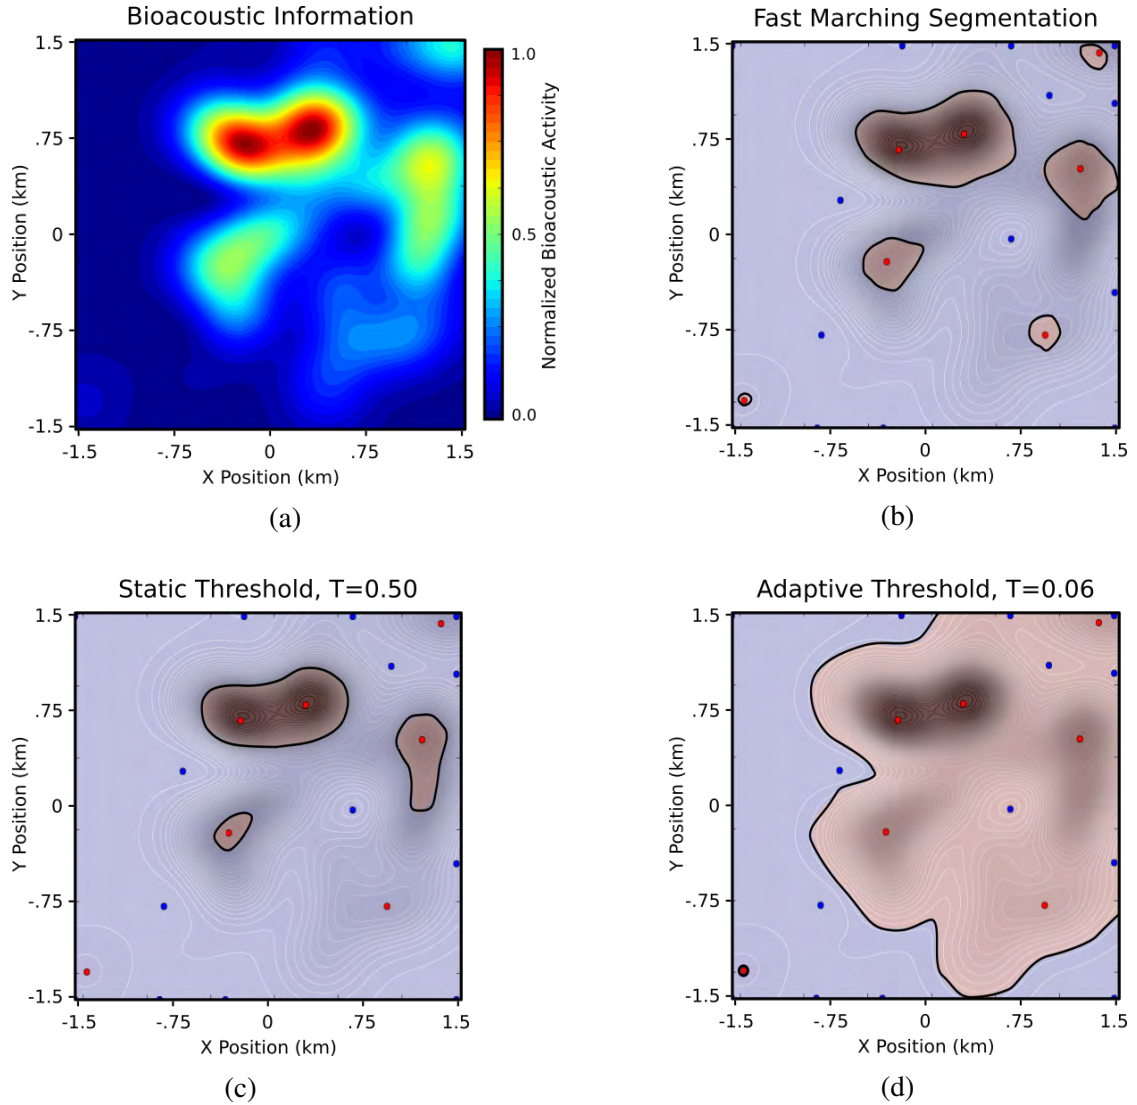 Bioacoustic Information
1.5
.75
0
-.75
-1.5
Y Position (km)
-1.5 -.75 0 .75 1.5
X Position (km)
1.0
0.5
0.0
Normalized Bioacoustic Activity
(a)
Fast Marching Segmentation
1.5
.75
0
-.75
-1.5
Y Position (km)
-1.5 -.75 0 .75 1.5
X Position (km)
(b)
Static Threshold, T=0.50
1.5
.75
0
-.75
-1.5
Y Position (km)
-1.5 -.75 0 .75 1.5
X Position (km)
(c)
Adaptive Threshold, T=0.06
1.5
.75
0
-.75
-1.5
Y Position (km)
-1.5 -.75 0 .75 1.5
X Position (km)
(d)